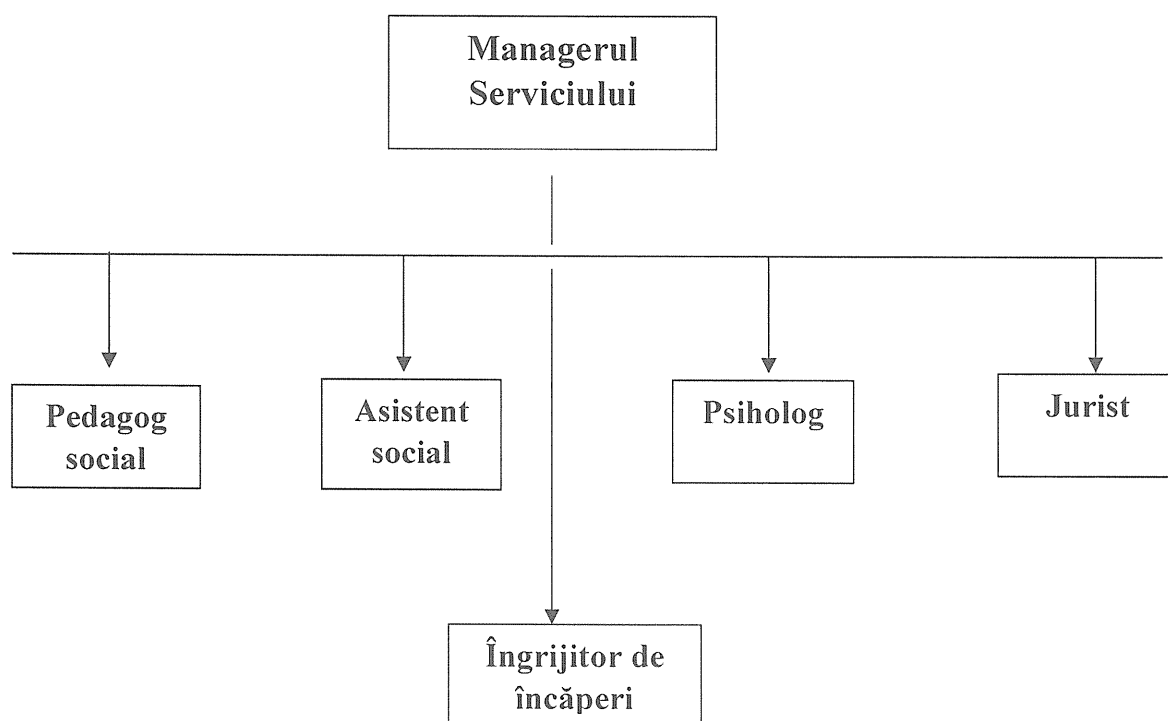 Managerul
Serviciului
Pedagog
social
Asistent
social
Psiholog
Jurist
Îngrijitor de
încăperi